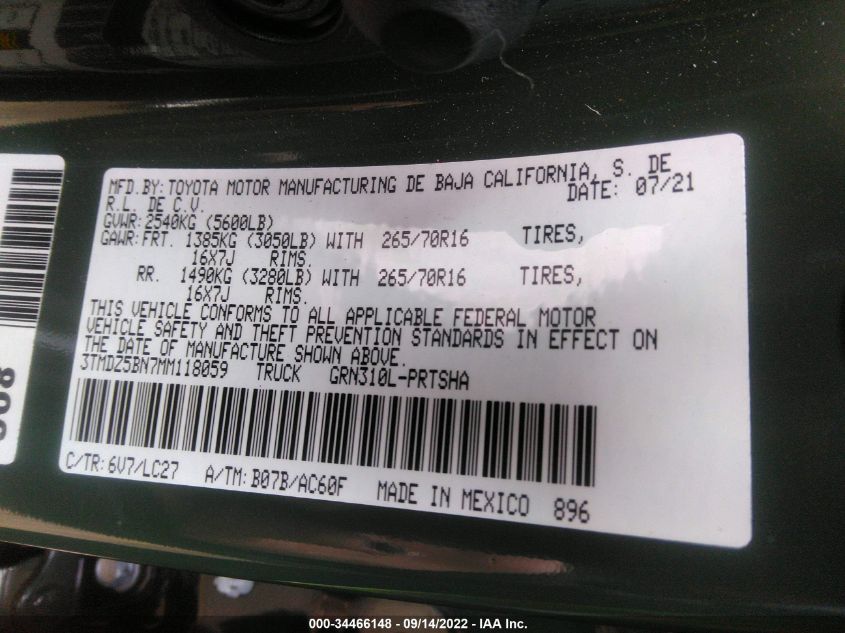 MFD. BY: TOYOTA MOTOR MANUFACTURING DE BAJA CALIFORNIA, S. DE
R.L. DE C.V. DATE: 07/21
GVWR: 2540KG (5600LB)
GAWR: FRT. 1385KG (3050LB) WITH 265/70R16 TIRES,
16X7J RIMS.
RR. 1490KG (3280LB) WITH 265/70R16 TIRES,
16X7J RIMS.
THIS VEHICLE CONFORMS TO ALL APPLICABLE FEDERAL MOTOR
VEHICLE SAFETY AND THEFT PREVENTION STANDARDS IN EFFECT ON
THE DATE OF MANUFACTURE SHOWN ABOVE.
3TMDZ5BN7MM118059 TRUCK GRN310L-PRTSHA
C/TR: 6V7/LC27 A/TM: B07B/AC60F MADE IN MEXICO 896
000-34466148 - 09/14/2022 - IAA Inc.